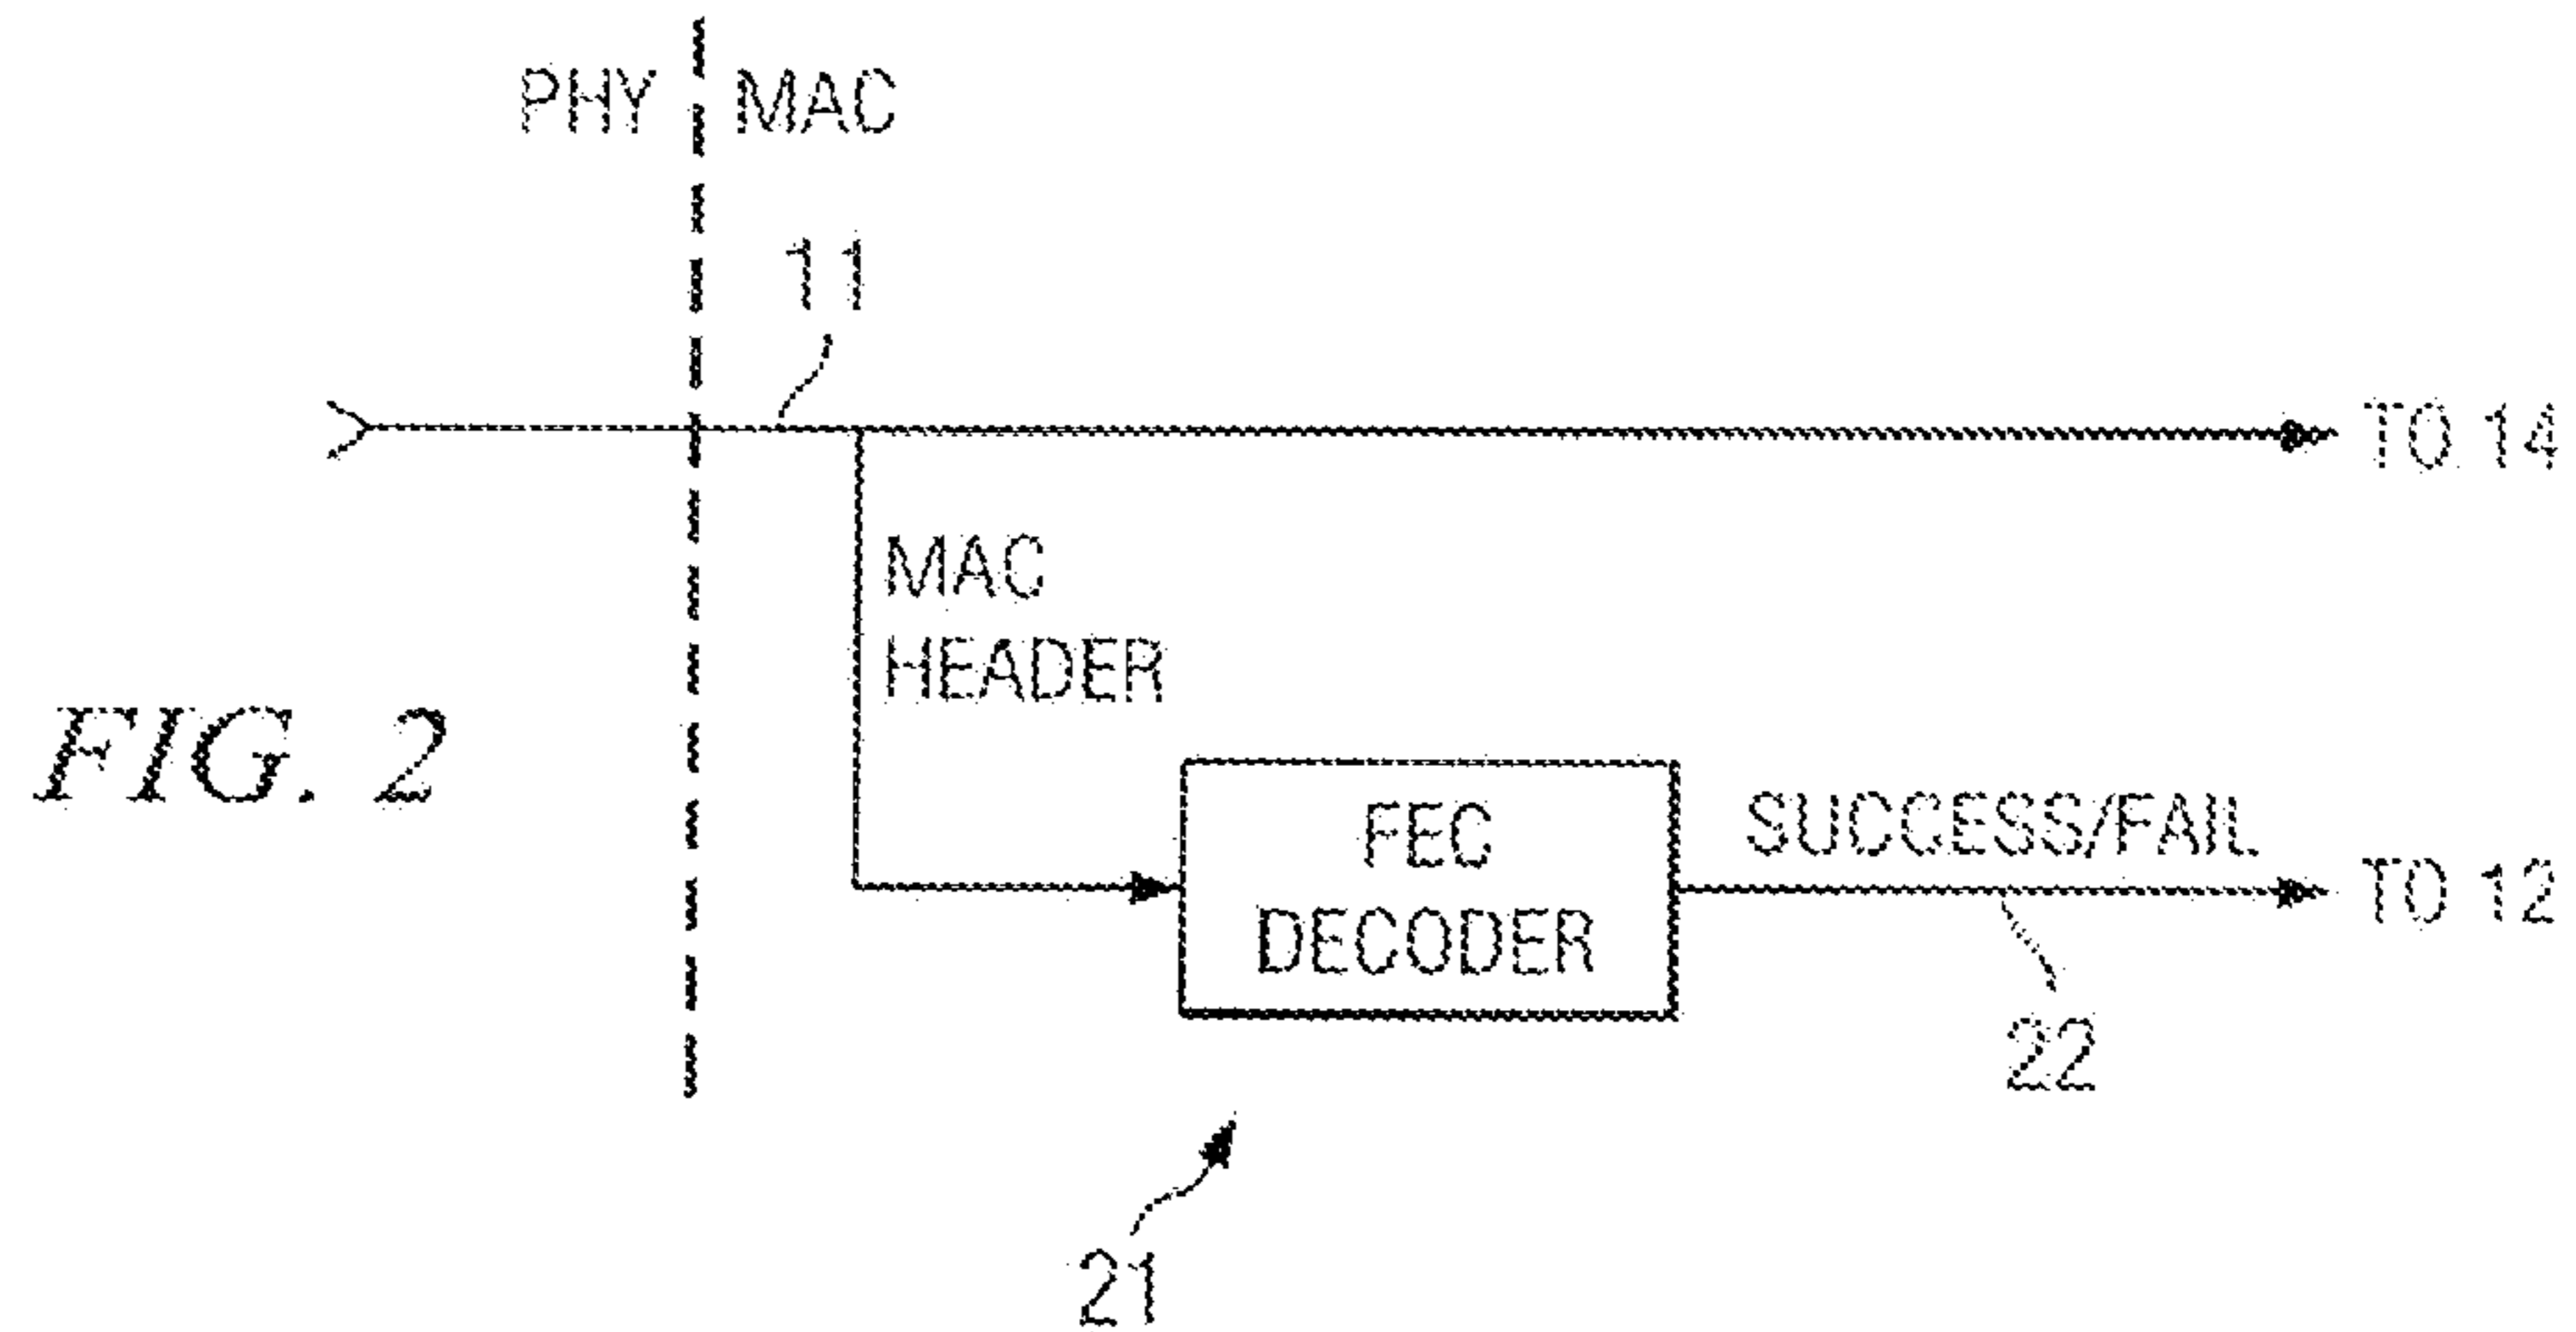 PHY MAC
11
TO 14
MAC
HEADER
FIG. 2
FEC
DECODER
SUCCESS/FAIL
TO 12
22
21